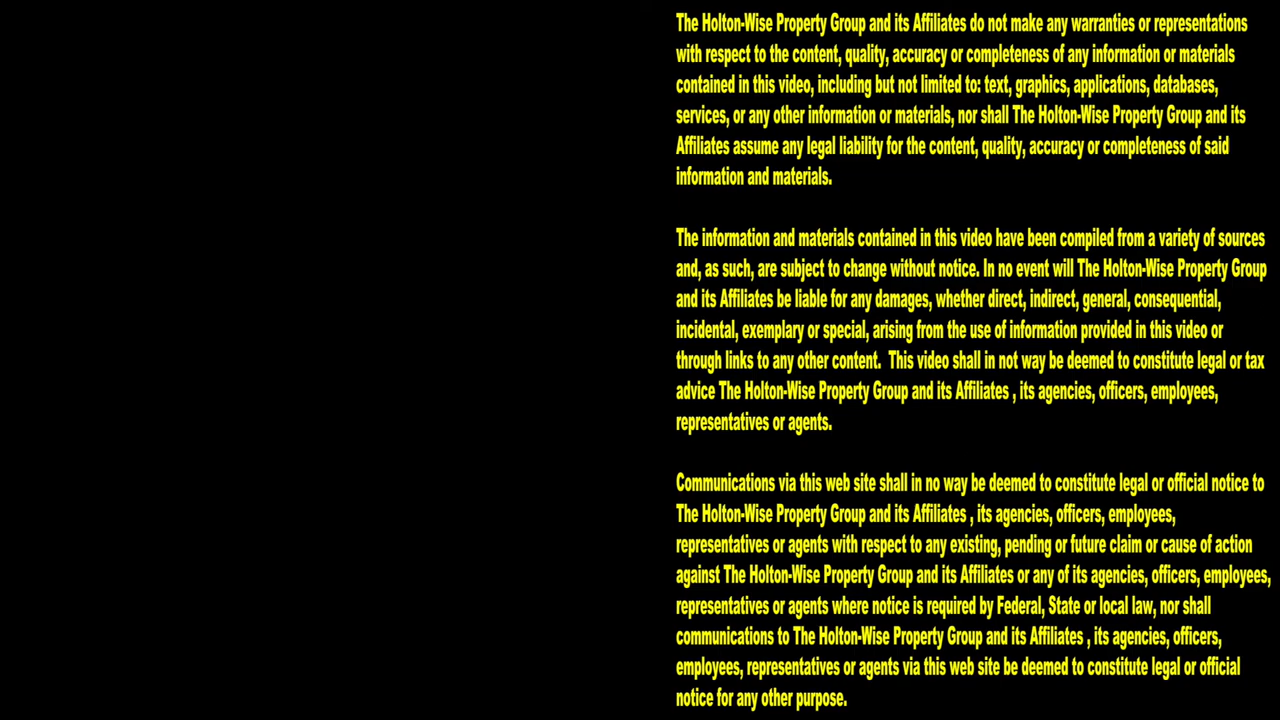 The Holton-Wise Property Group and its Affiliates do not make any warranties or representations
with respect to the content, quality, accuracy or completeness of any information or materials
contained in this video, including but not limited to: text, graphics, applications, databases,
services, or any other information or materials, nor shall The Holton-Wise Property Group and its
Affiliates assume any legal liability for the content, quality, accuracy or completeness of said
information and materials.
The information and materials contained in this video have been compiled from a variety of sources
and, as such, are subject to change without notice. In no event will The Holton-Wise Property Group
and its Affiliates be liable for any damages, whether direct, indirect, general, consequential,
incidental, exemplary or special, arising from the use of information provided in this video or
through links to any other content.  This video shall in not way be deemed to constitute legal or tax
advice The Holton-Wise Property Group and its Affiliates , its agencies, officers, employees,
representatives or agents.
Communications via this web site shall in no way be deemed to constitute legal or official notice to
The Holton-Wise Property Group and its Affiliates , its agencies, officers, employees,
representatives or agents with respect to any existing, pending or future claim or cause of action
against The Holton-Wise Property Group and its Affiliates or any of its agencies, officers, employees,
representatives or agents where notice is required by Federal, State or local law, nor shall
communications to The Holton-Wise Property Group and its Affiliates , its agencies, officers,
employees, representatives or agents via this web site be deemed to constitute legal or official
notice for any other purpose.